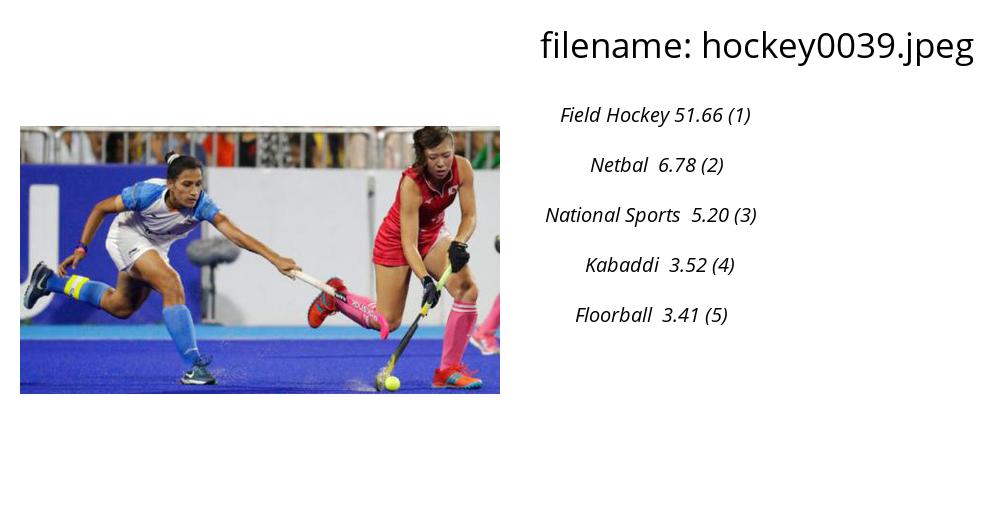 filename: hockey0039.jpeg
Field Hockey 51.66 (1)
Netbal 6.78 (2)
National Sports 5.20 (3)
Kabaddi 3.52 (4)
Floorball 3.41 (5)